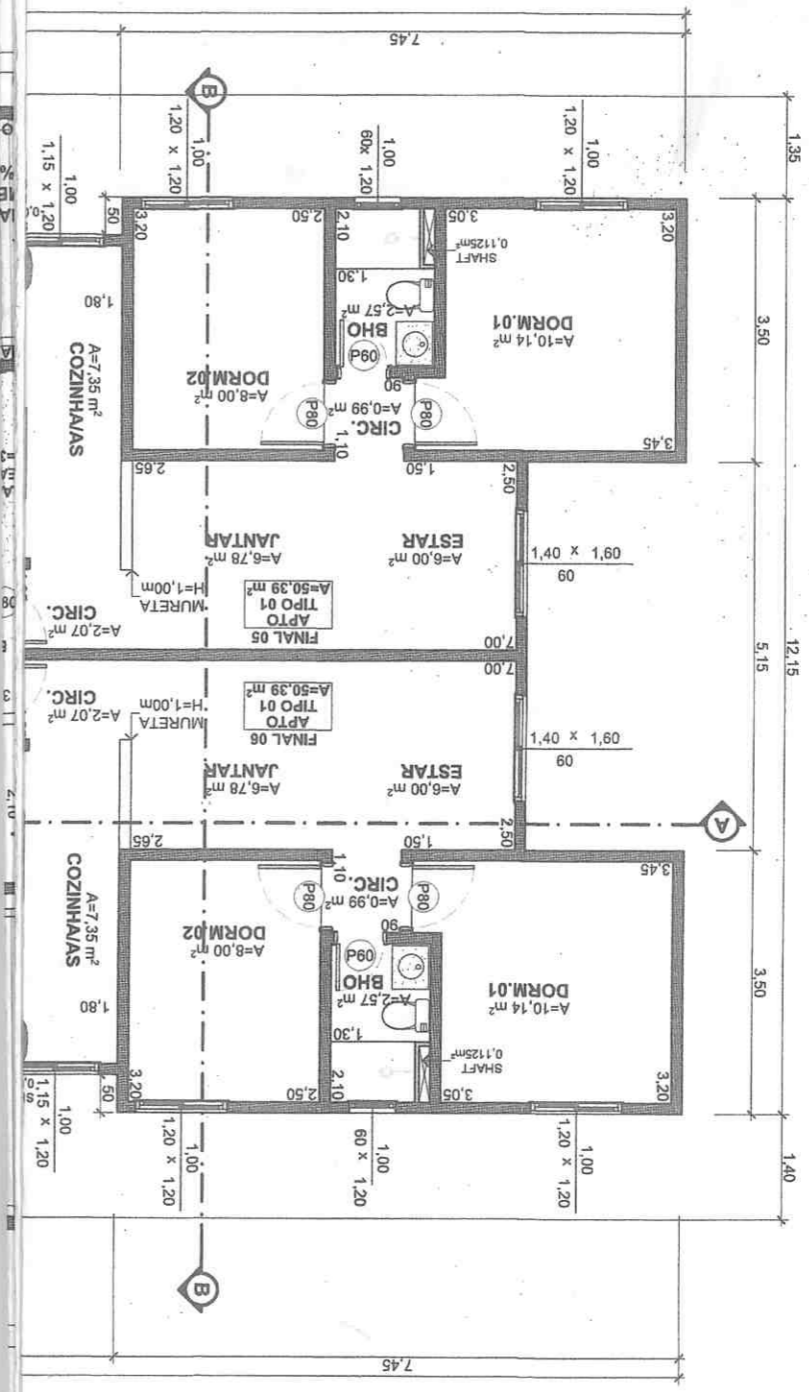 7,45
1,35
3,50
5,15
12,15
3,50
1,40
B
1,00
1,20 x 1,20
1,00
60x 1,20
1,00
1,20 x 1,20
1,00
1,15 x 1,20
50
3,20
2,50
2,10
3,05
3,20
SHAFT
0,1125m²
1,30
1,80
A=7,35 m²
COZINHA/AS
DORM.02
A=8,00 m²
BHO
A=2,57 m²
P60
DORM.01
A=10,14 m²
P80
CIRC.
A=0,99 m²
90
P80
1,10
2,65
1,50
2,50
3,45
JANTAR
A=6,78 m²
ESTAR
A=6,00 m²
1,40 x 1,60
60
MURETA
H=1,00m
CIRC.
A=2,07 m²
FINAL 05
APTO
TIPO 01
A=50,39 m²
7,00
7,00
FINAL 06
APTO
TIPO 01
A=50,39 m²
CIRC.
A=2,07 m²
MURETA
H=1,00m
JANTAR
A=6,78 m²
ESTAR
A=6,00 m²
1,40 x 1,60
60
A
2,65
1,50
2,50
3,45
1,10
P80
CIRC.
A=0,99 m²
P80
90
DORM.02
A=8,00 m²
P60
BHO
A=2,57 m²
DORM.01
A=10,14 m²
A=7,35 m²
COZINHA/AS
1,80
1,30
SHAFT
0,1125m²
50
3,20
2,50
2,10
3,05
3,20
1,00
1,15 x 1,20
1,00
1,20 x 1,20
1,00
60 x 1,20
1,00
1,20 x 1,20
B
7,45